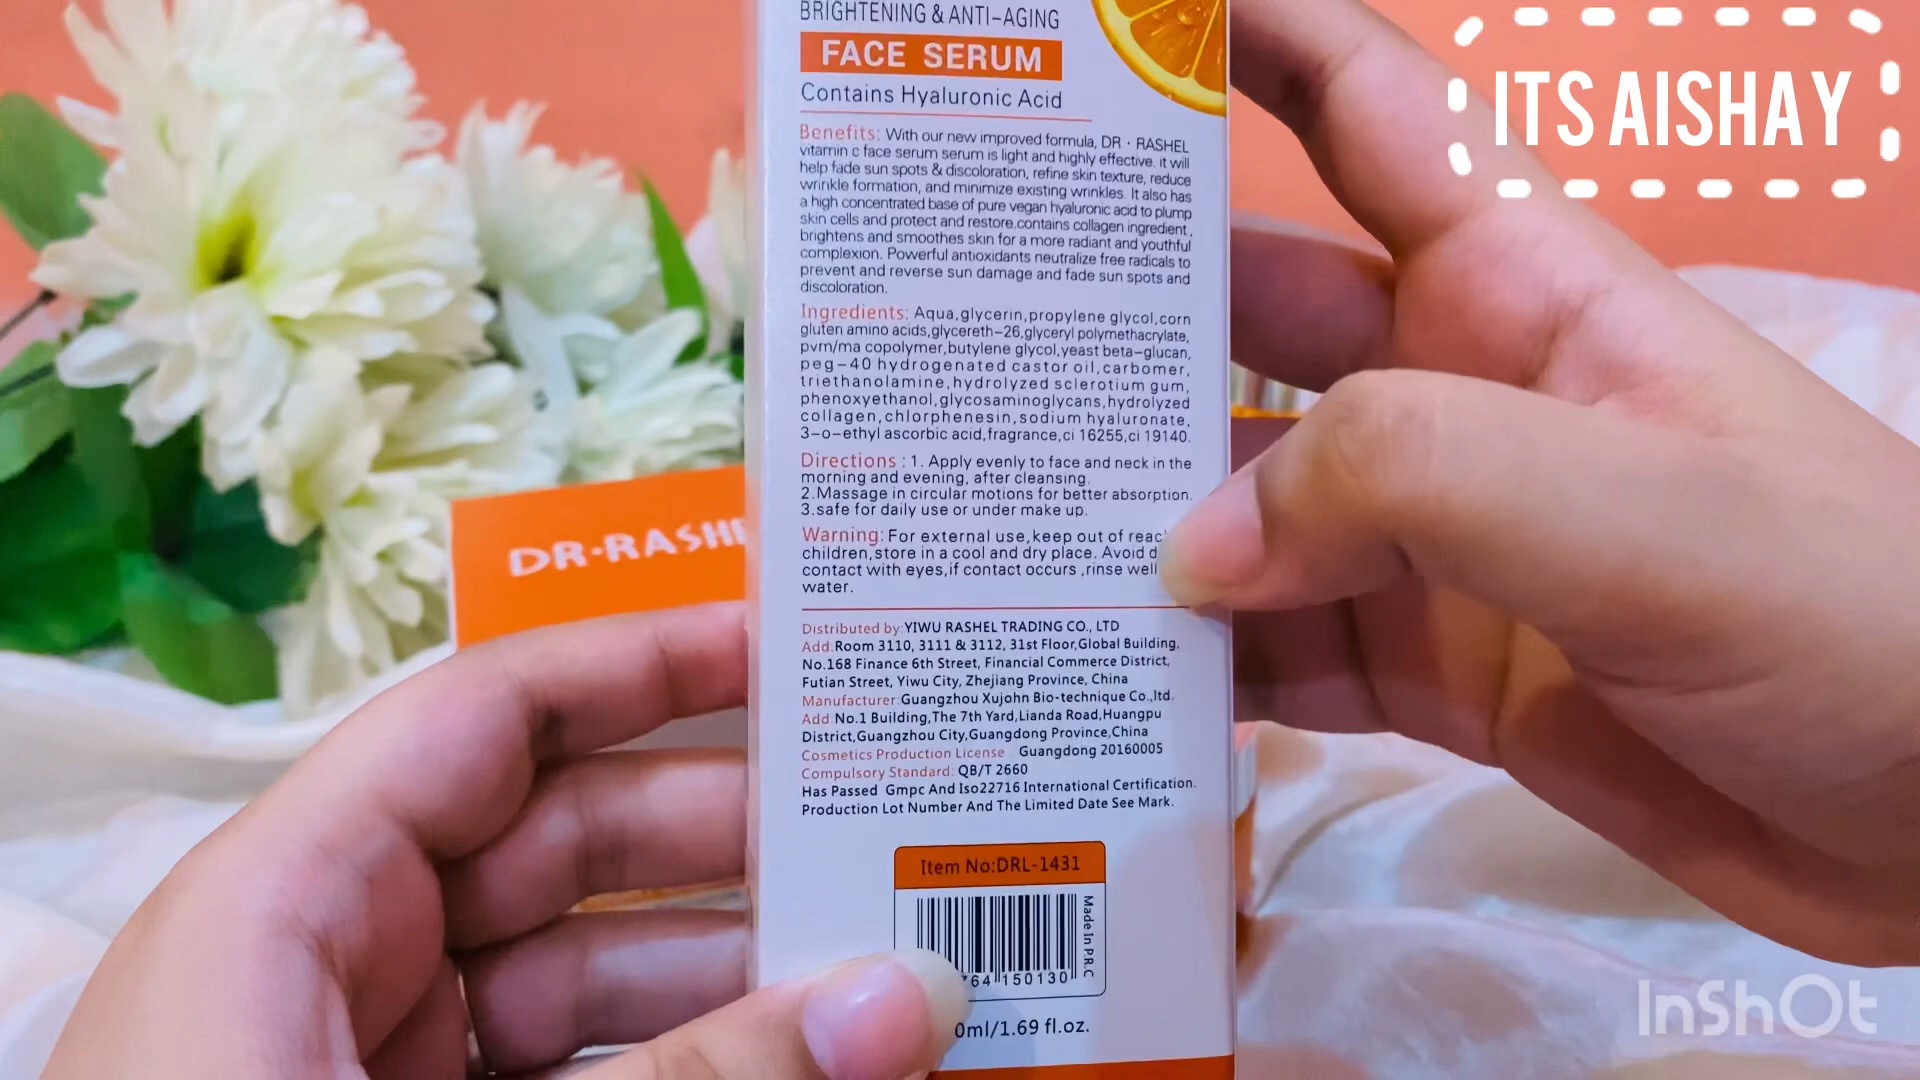 BRIGHTENING & ANTI-AGING
FACE SERUM
Contains Hyaluronic Acid
Benefits: With our new improved formula, DR · RASHEL
vitamin c face serum serum is light and highly effective. it will
help fade sun spots & discoloration, refine skin texture, reduce
wrinkle formation, and minimize existing wrinkles. It also has
a high concentrated base of pure vegan hyaluronic acid to plump
skin cells and protect and restore.contains collagen ingredient,
brightens and smoothes skin for a more radiant and youthful
complexion. Powerful antioxidants neutralize free radicals to
prevent and reverse sun damage and fade sun spots and
discoloration.
Ingredients: Aqua,glycerin,propylene glycol,corn
gluten amino acids,glycereth-26,glyceryl polymethacrylate,
pvm/ma copolymer,butylene glycol,yeast beta-glucan,
peg-40 hydrogenated castor oil,carbomer,
triethanolamine,hydrolyzed sclerotium gum,
phenoxyethanol,glycosaminoglycans,hydrolyzed
collagen,chlorphenesin,sodium hyaluronate,
3-o-ethyl ascorbic acid,fragrance,ci 16255,ci 19140.
Directions : 1. Apply evenly to face and neck in the
morning and evening, after cleansing.
2.Massage in circular motions for better absorption.
3.safe for daily use or under make up.
Warning: For external use,keep out of
children,store in a cool and dry place. Avoid
contact with eyes,if contact occurs ,rinse well
water.
Distributed by:YIWU RASHEL TRADING CO., LTD
Add:Room 3110, 3111 & 3112, 31st Floor,Global Building,
No.168 Finance 6th Street, Financial Commerce District,
Futian Street, Yiwu City, Zhejiang Province, China
Manufacturer:Guangzhou Xujohn Bio-technique Co.,ltd.
Add:No.1 Building,The 7th Yard,Lianda Road,Huangpu
District,Guangzhou City,Guangdong Province,China
Cosmetics Production License Guangdong 20160005
Compulsory Standard: QB/T 2660
Has Passed Gmpc And Iso22716 International Certification.
Production Lot Number And The Limited Date See Mark.
Item No:DRL-1431
Made In P.R.C
764 150130
0ml/1.69 fl.oz.
DR·RASHE
ITS AISHAY
InShOt